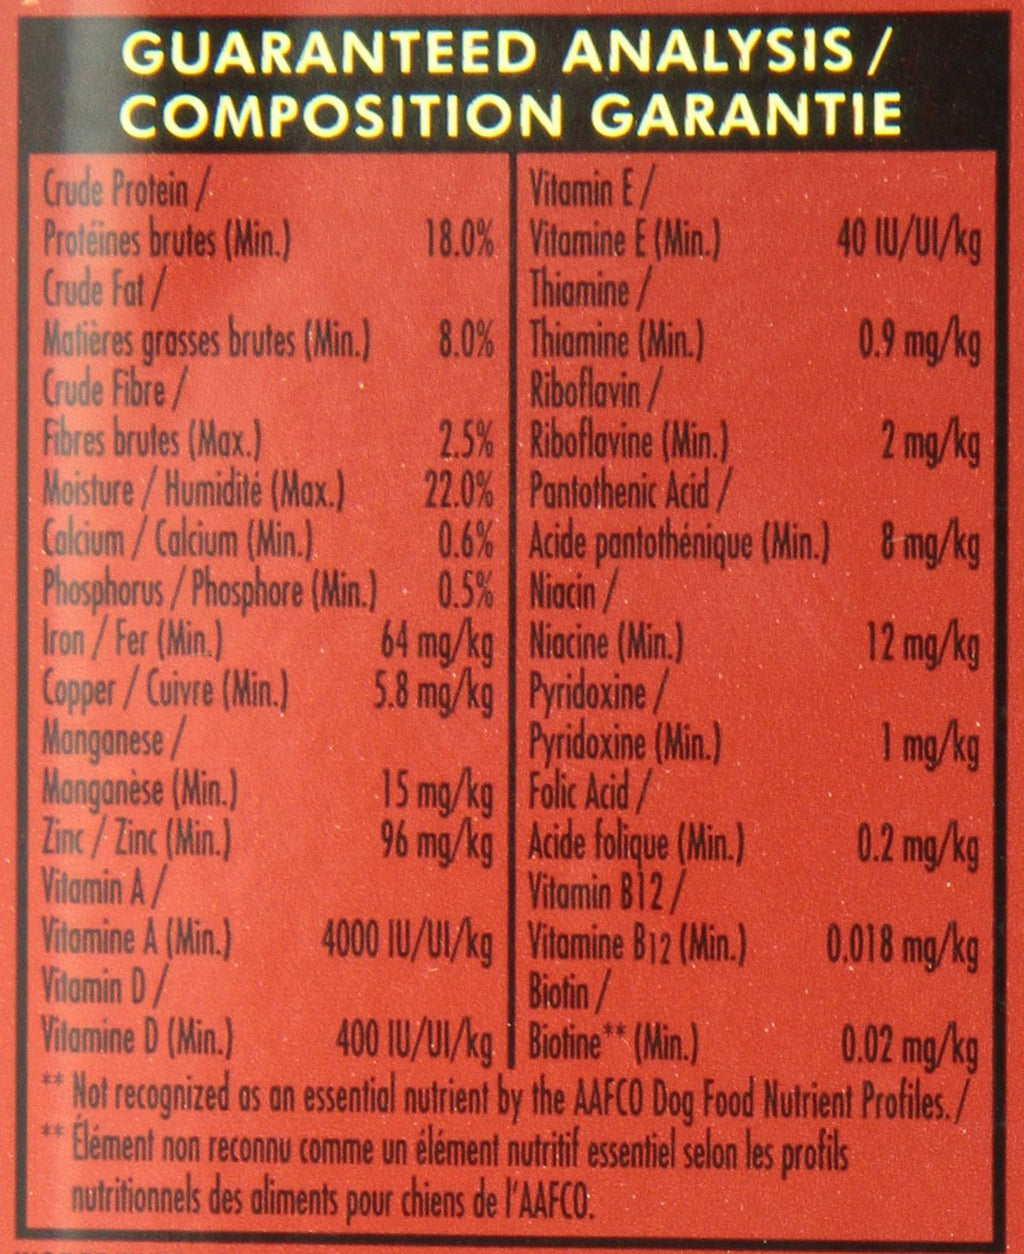 GUARANTEED ANALYSIS /
COMPOSITION GARANTIE
Crude Protein /
Protéines brutes (Min.) 18.0%
Crude Fat /
Matières grasses brutes (Min.) 8.0%
Crude Fibre /
Fibres brutes (Max.) 2.5%
Moisture / Humidité (Max.) 22.0%
Calcium / Calcium (Min.) 0.6%
Phosphorus / Phosphore (Min.) 0.5%
Iron / Fer (Min.) 64 mg/kg
Copper / Cuivre (Min.) 5.8 mg/kg
Manganese /
Manganèse (Min.) 15 mg/kg
Zinc / Zinc (Min.) 96 mg/kg
Vitamin A /
Vitamine A (Min.) 4000 IU/UI/kg
Vitamin D /
Vitamine D (Min.) 400 IU/UI/kg
Vitamin E /
Vitamine E (Min.) 40 IU/UI/kg
Thiamine /
Thiamine (Min.) 0.9 mg/kg
Riboflavin /
Riboflavine (Min.) 2 mg/kg
Pantothenic Acid /
Acide pantothénique (Min.) 8 mg/kg
Niacin /
Niacine (Min.) 12 mg/kg
Pyridoxine /
Pyridoxine (Min.) 1 mg/kg
Folic Acid /
Acide folique (Min.) 0.2 mg/kg
Vitamin B12 /
Vitamine B12 (Min.) 0.018 mg/kg
Biotin /
Biotine** (Min.) 0.02 mg/kg
** Not recognized as an essential nutrient by the AAFCO Dog Food Nutrient Profiles. /
** Élément non reconnu comme un élément nutritif essentiel selon les profils
nutritionnels des aliments pour chiens de l'AAFCO.